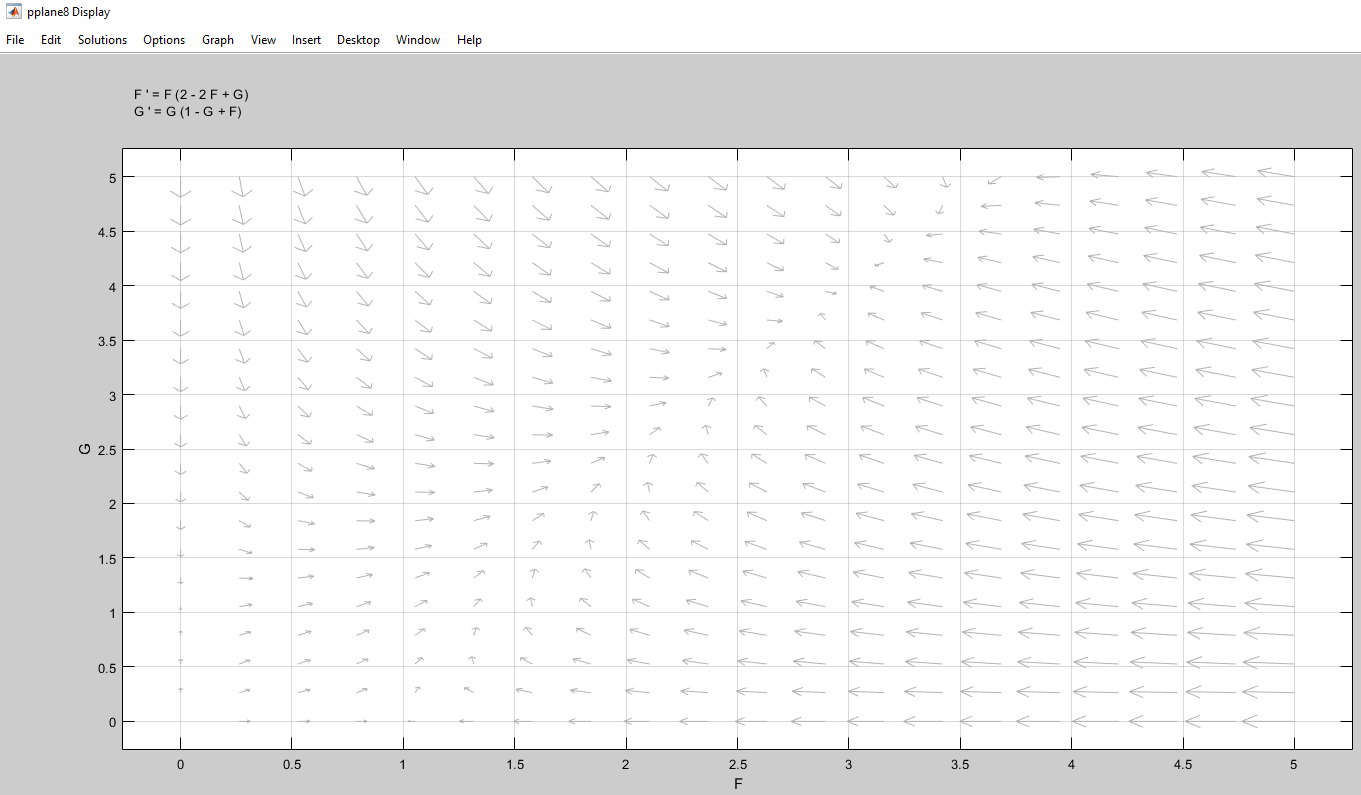 pplane8 Display
File Edit Solutions Options Graph View Insert Desktop Window Help
F ' = F (2 - 2 F + G)
G ' = G (1 - G + F)
5
4.5
4
3.5
3
G
2.5
2
1.5
1
0.5
0
0 0.5 1 1.5 2 2.5 3 3.5 4 4.5 5
F